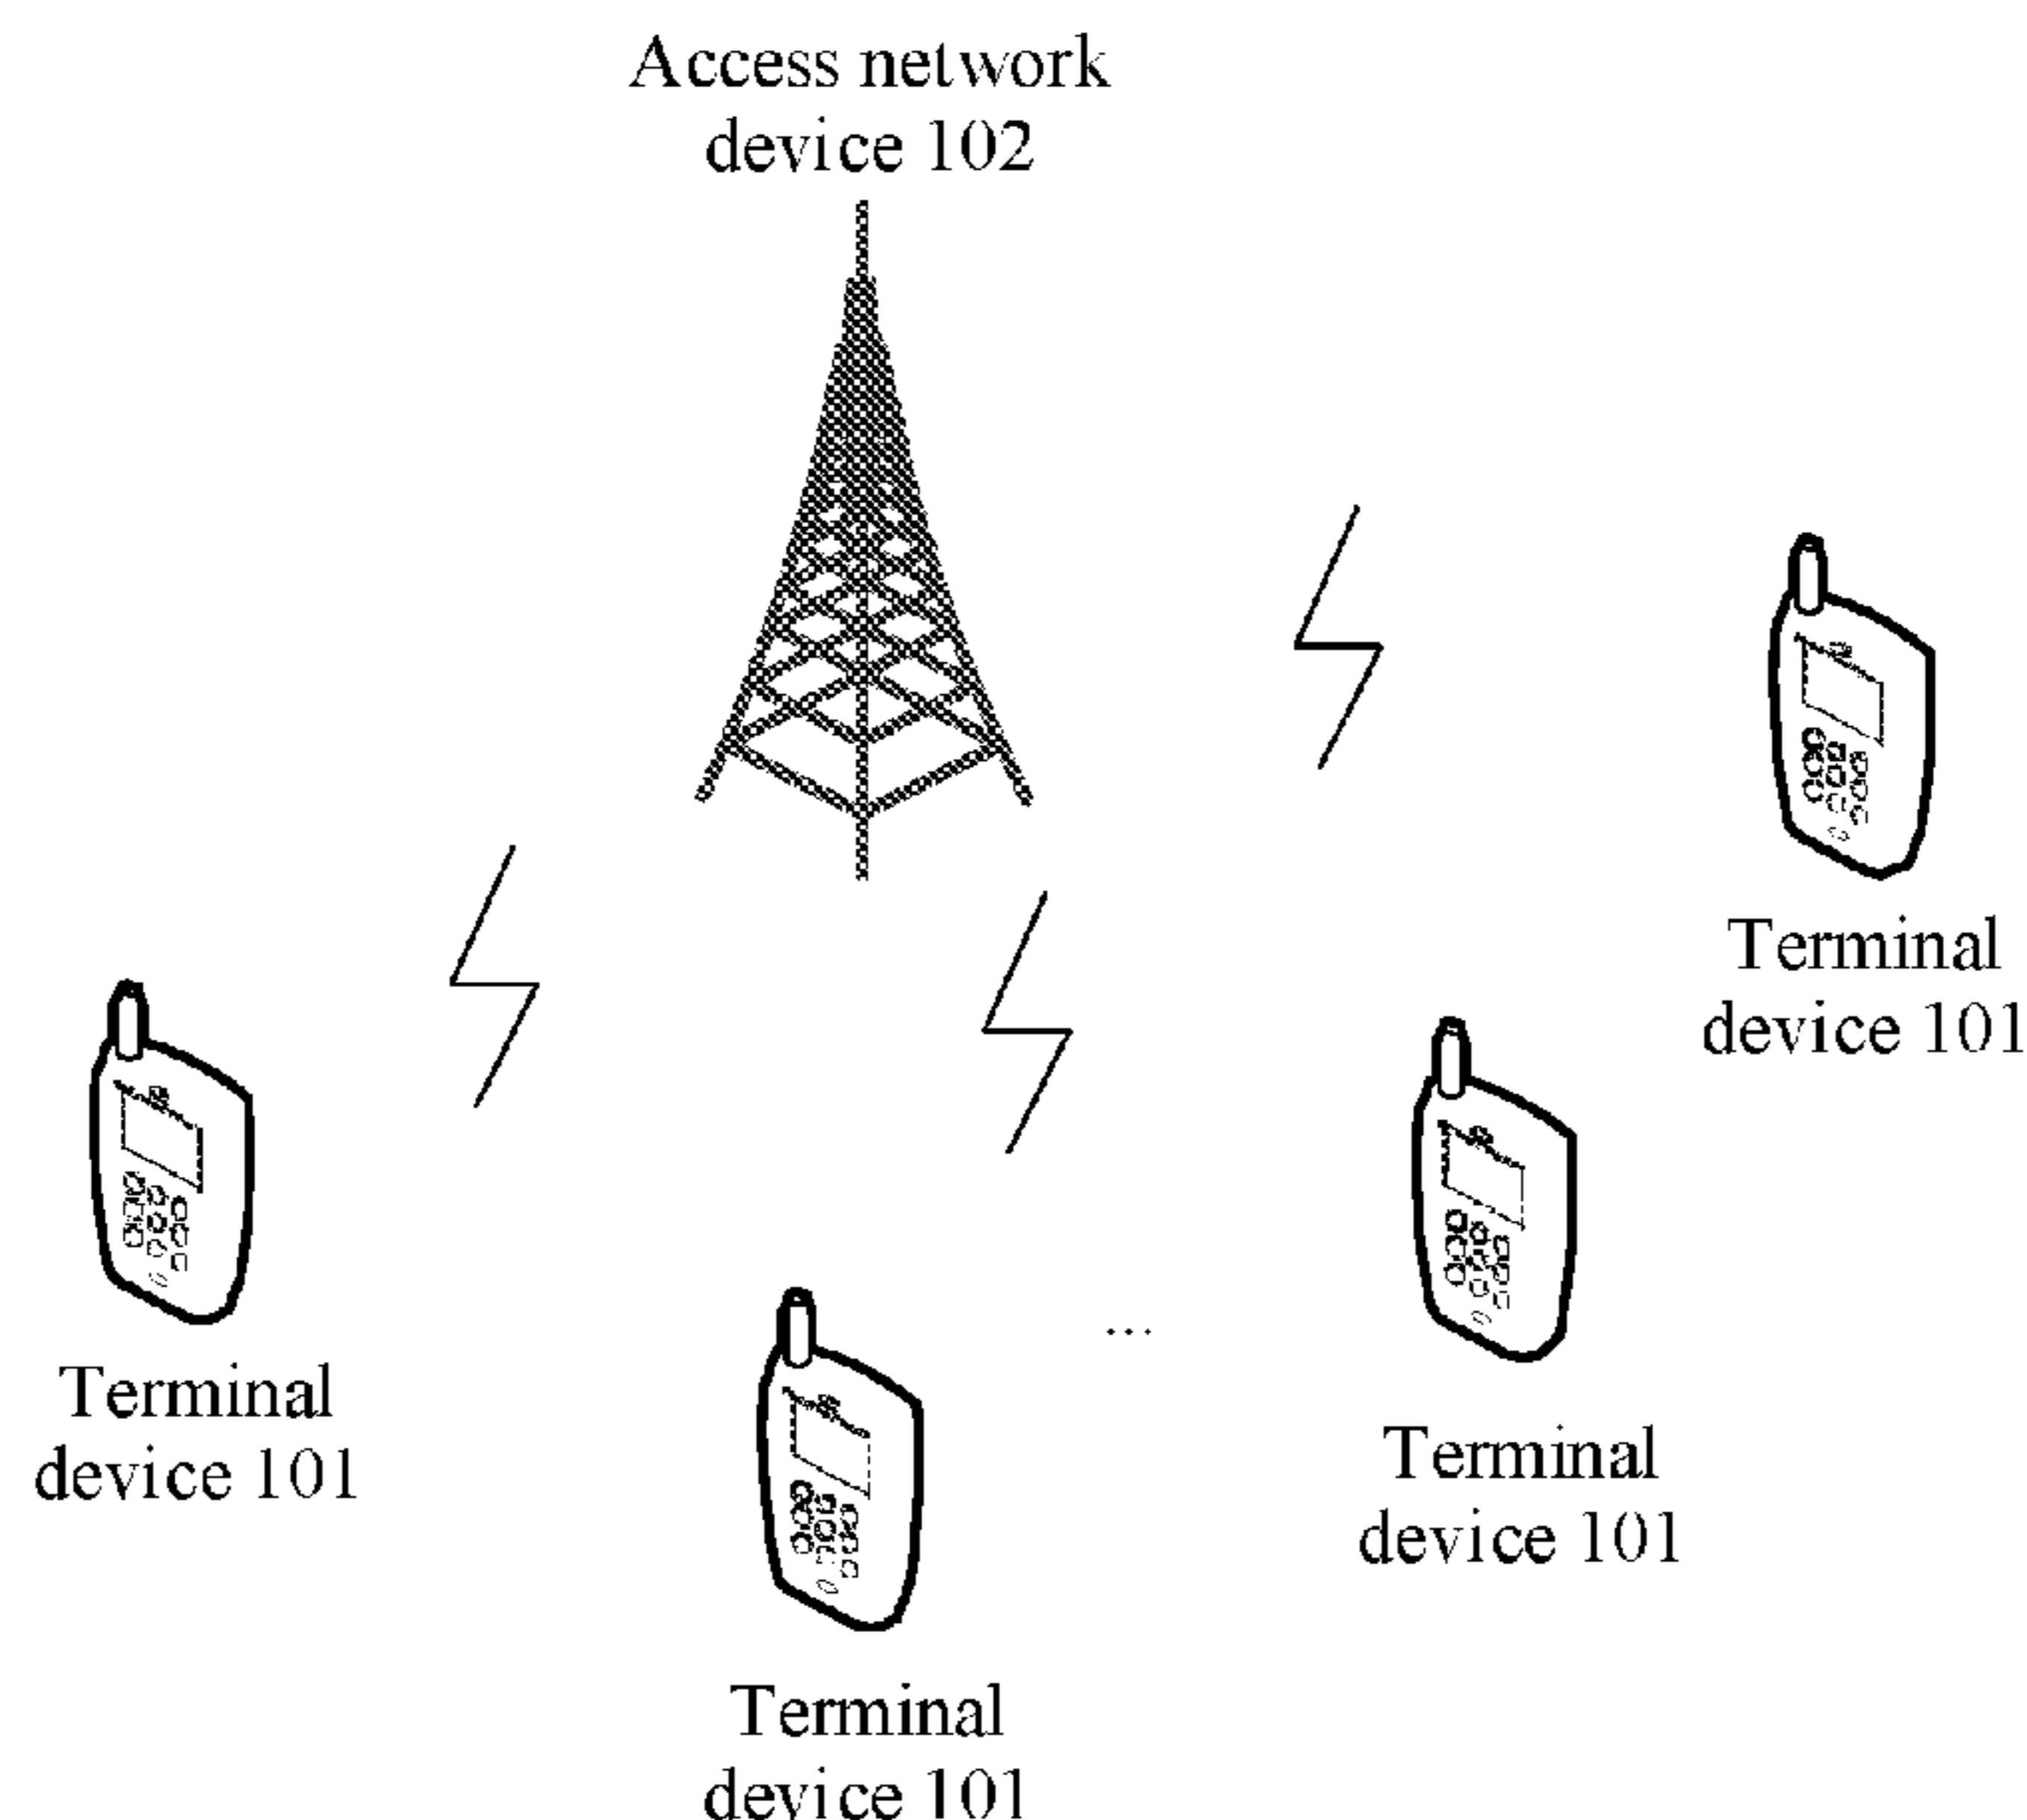 Access network
device 102
Terminal
device 101
Terminal
device 101
...
Terminal
device 101
Terminal
device 101